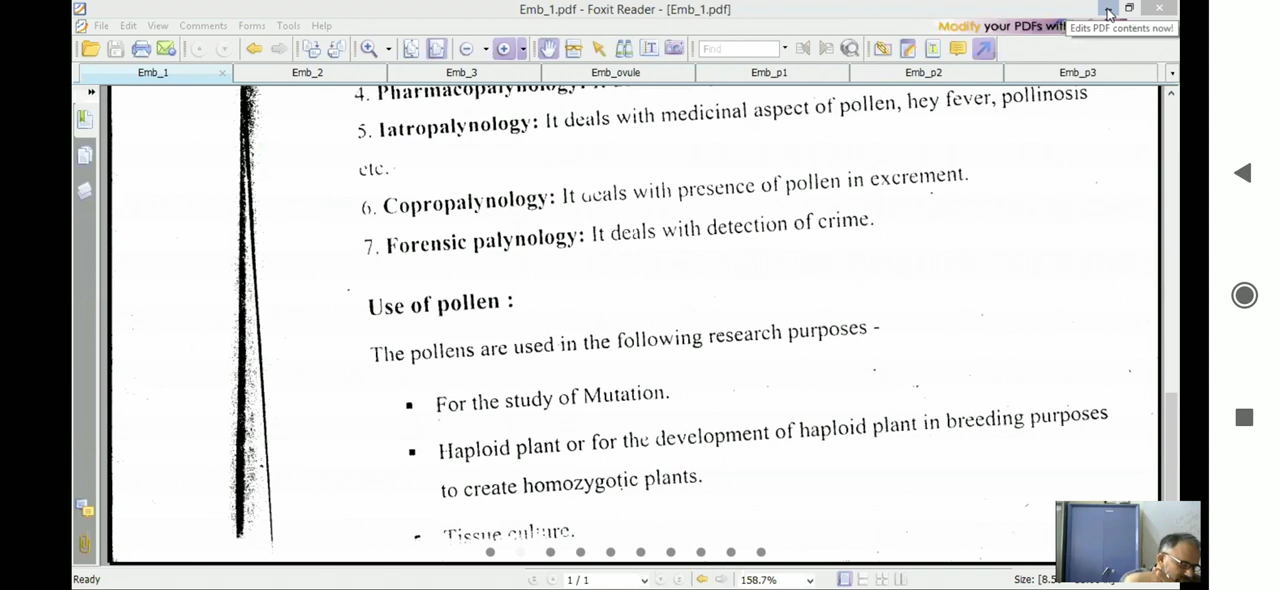 Emb_1.pdf - Foxit Reader - [Emb_1.pdf]
File Edit View Comments Forms Tools Help
Modify your PDFs wit
Edits PDF contents now!
Find
Emb_1 Emb_2 Emb_3 Emb_ovule Emb_p1 Emb_p2 Emb_p3
4. Pharmacopalynology:
5. Iatropalynology: It deals with medicinal aspect of pollen, hey fever, pollinosis
etc.
6. Copropalynology: It deals with presence of pollen in excrement.
7. Forensic palynology: It deals with detection of crime.
Use of pollen :
The pollens are used in the following research purposes -
▪ For the study of Mutation.
▪ Haploid plant or for the development of haploid plant in breeding purposes
to create homozygotic plants.
- Tissue culture.
Ready 1 / 1 158.7% Size: [8.5